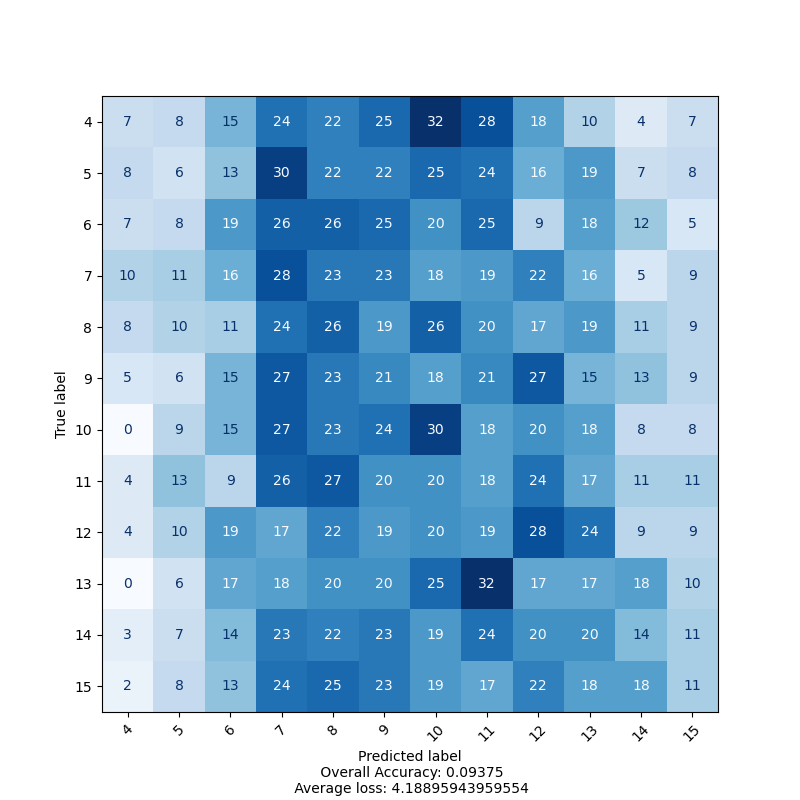 4 7 8 15 24 22 25 32 28 18 10 4 7
5 8 6 13 30 22 22 25 24 16 19 7 8
6 7 8 19 26 26 25 20 25 9 18 12 5
7 10 11 16 28 23 23 18 19 22 16 5 9
8 8 10 11 24 26 19 26 20 17 19 11 9
9 5 6 15 27 23 21 18 21 27 15 13 9
10 0 9 15 27 23 24 30 18 20 18 8 8
11 4 13 9 26 27 20 20 18 24 17 11 11
12 4 10 19 17 22 19 20 19 28 24 9 9
13 0 6 17 18 20 20 25 32 17 17 18 10
14 3 7 14 23 22 23 19 24 20 20 14 11
15 2 8 13 24 25 23 19 17 22 18 18 11
True label
4 5 6 7 8 9 10 11 12 13 14 15
Predicted label
Overall Accuracy: 0.09375
Average loss: 4.18895943959554